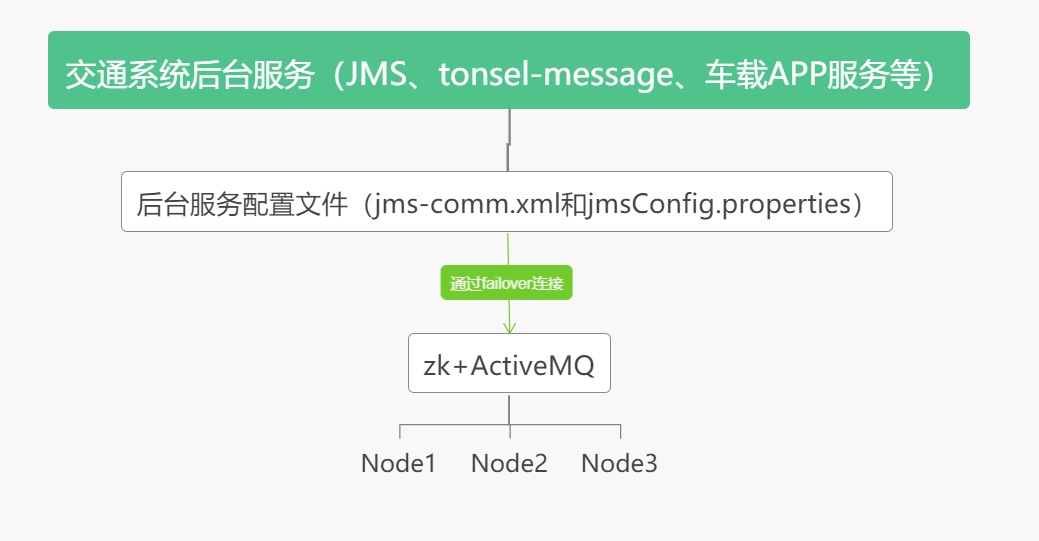 交通系统后台服务（JMS、tonsel-message、车载APP服务等）
后台服务配置文件（jms-comm.xml和jmsConfig.properties）
通过failover连接
zk+ActiveMQ
Node1
Node2
Node3